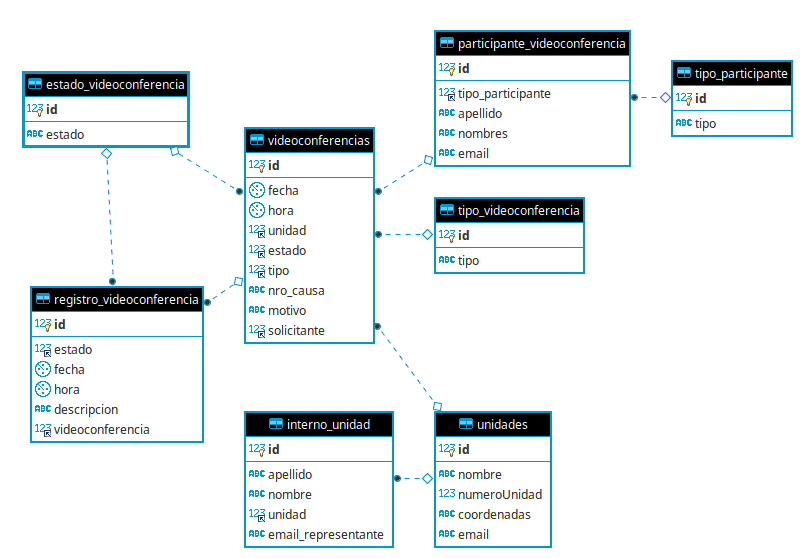 estado_videoconferencia
123 id
ABC estado
videoconferencias
123 id
fecha
hora
123 unidad
123 estado
123 tipo
ABC nro_causa
ABC motivo
123 solicitante
participante_videoconferencia
123 id
123 tipo_participante
ABC apellido
ABC nombres
ABC email
tipo_participante
123 id
ABC tipo
tipo_videoconferencia
123 id
ABC tipo
registro_videoconferencia
123 id
123 estado
fecha
hora
ABC descripcion
123 videoconferencia
interno_unidad
123 id
ABC apellido
ABC nombre
123 unidad
ABC email_representante
unidades
123 id
ABC nombre
123 numeroUnidad
ABC coordenadas
ABC email